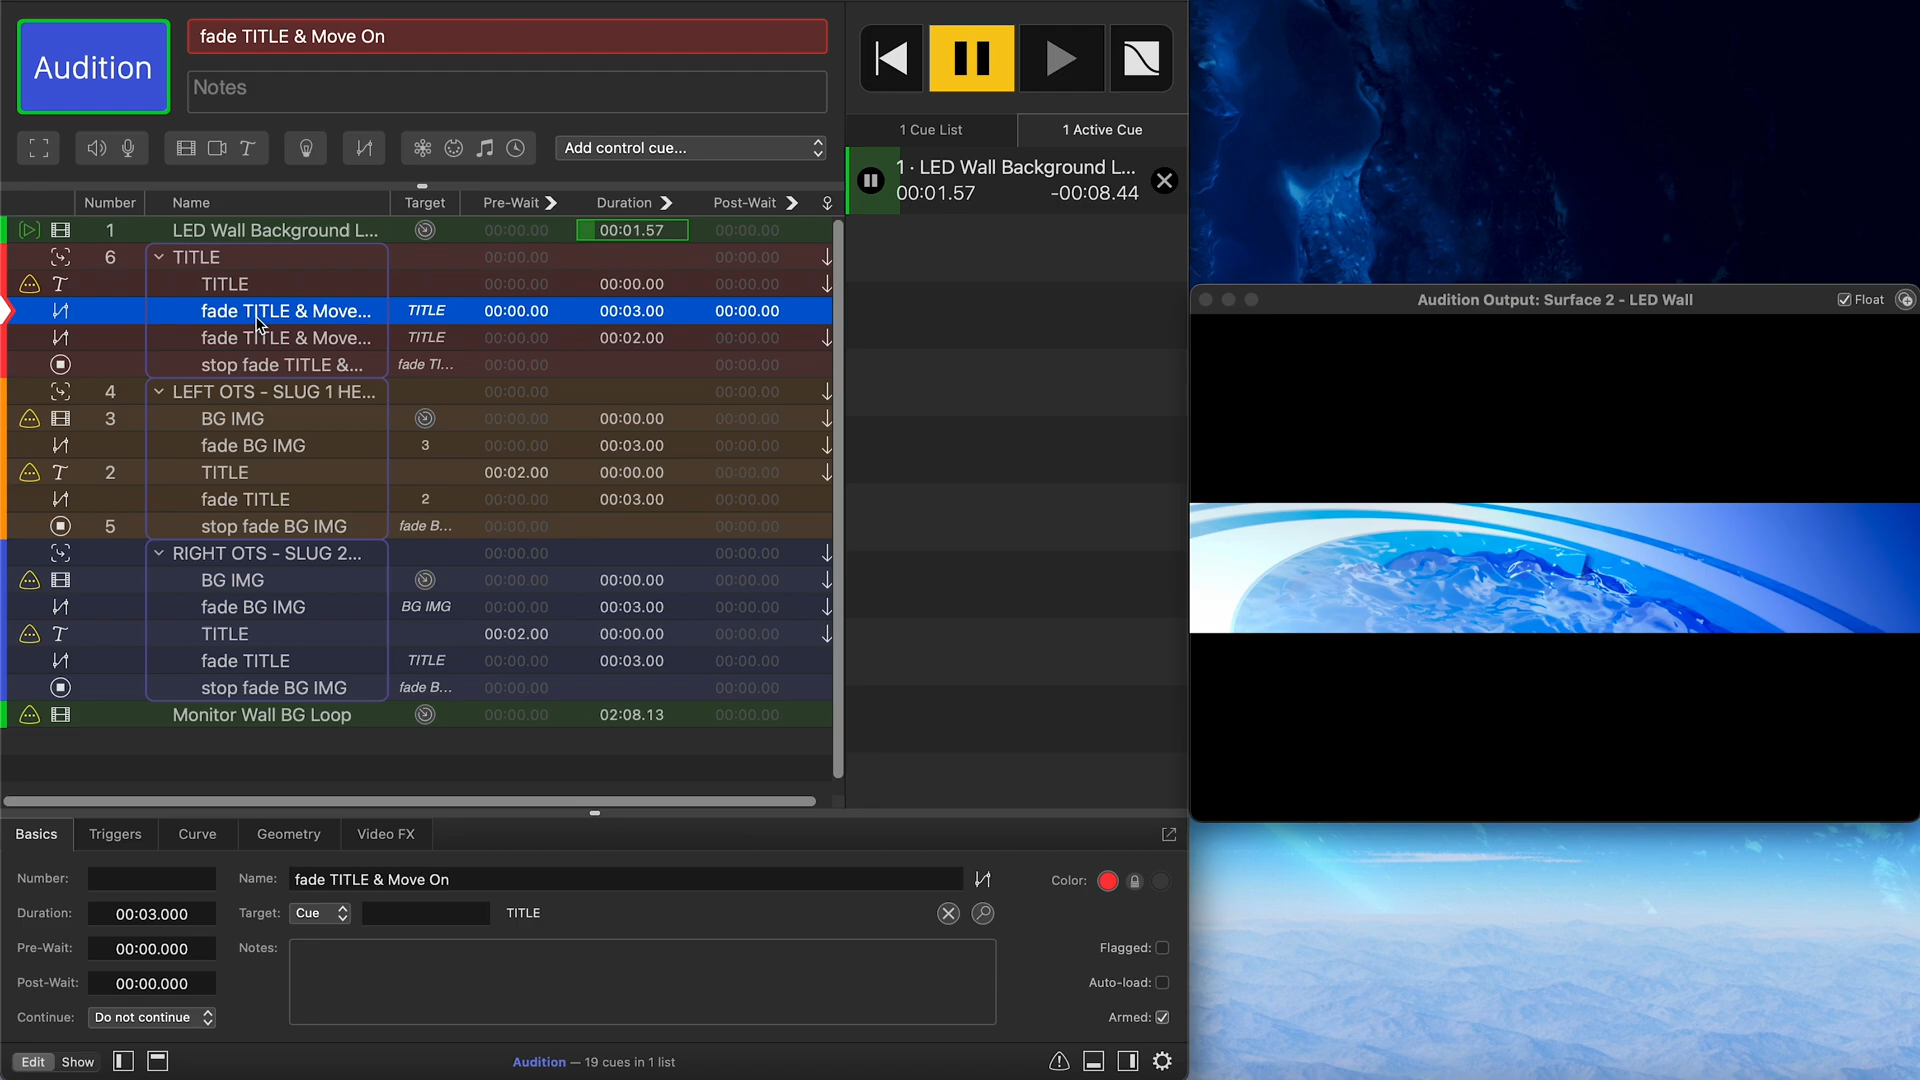 Audition
fade TITLE & Move On
Notes
Add control cue...
1 Cue List
1 Active Cue
1 · LED Wall Background L...
00:01.57 -00:08.44
Number Name Target Pre-Wait Duration Post-Wait
1 LED Wall Background L... 00:00.00 00:01.57 00:00.00
6 TITLE 00:00.00 00:00.00
TITLE 00:00.00 00:00.00 00:00.00
fade TITLE & Move... TITLE 00:00.00 00:03.00 00:00.00
fade TITLE & Move... TITLE 00:00.00 00:02.00 00:00.00
stop fade TITLE &... fade TI... 00:00.00 00:00.00
4 LEFT OTS - SLUG 1 HE... 00:00.00 00:00.00
3 BG IMG 00:00.00 00:00.00 00:00.00
fade BG IMG 3 00:00.00 00:03.00 00:00.00
2 TITLE 00:02.00 00:00.00 00:00.00
fade TITLE 2 00:00.00 00:03.00 00:00.00
5 stop fade BG IMG fade B... 00:00.00 00:00.00
RIGHT OTS - SLUG 2... 00:00.00 00:00.00
BG IMG 00:00.00 00:00.00 00:00.00
fade BG IMG BG IMG 00:00.00 00:03.00 00:00.00
TITLE 00:02.00 00:00.00 00:00.00
fade TITLE TITLE 00:00.00 00:03.00 00:00.00
stop fade BG IMG fade B... 00:00.00 00:00.00
Monitor Wall BG Loop 00:00.00 02:08.13 00:00.00
Audition Output: Surface 2 - LED Wall Float
Basics Triggers Curve Geometry Video FX
Number: Name: fade TITLE & Move On Color:
Duration: 00:03.000 Target: Cue TITLE
Pre-Wait: 00:00.000 Notes: Flagged:
Post-Wait: 00:00.000 Auto-load:
Continue: Do not continue Armed:
Edit Show Audition — 19 cues in 1 list